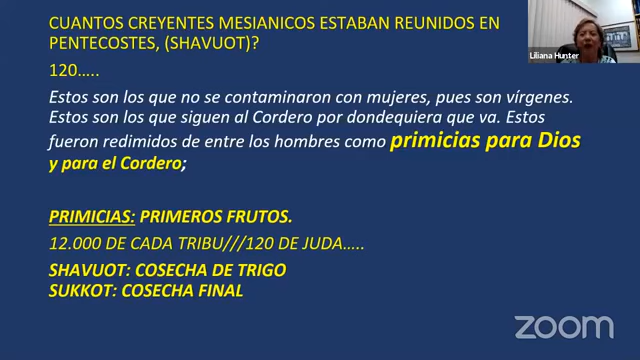 CUANTOS CREYENTES MESIANICOS ESTABAN REUNIDOS EN
PENTECOSTES, (SHAVUOT)?
120…..
Estos son los que no se contaminaron con mujeres, pues son vírgenes.
Estos son los que siguen al Cordero por dondequiera que va. Estos
fueron redimidos de entre los hombres como primicias para Dios
y para el Cordero;
PRIMICIAS: PRIMEROS FRUTOS.
12.000 DE CADA TRIBU///120 DE JUDA…..
SHAVUOT: COSECHA DE TRIGO
SUKKOT: COSECHA FINAL
Liliana Hunter
zoom